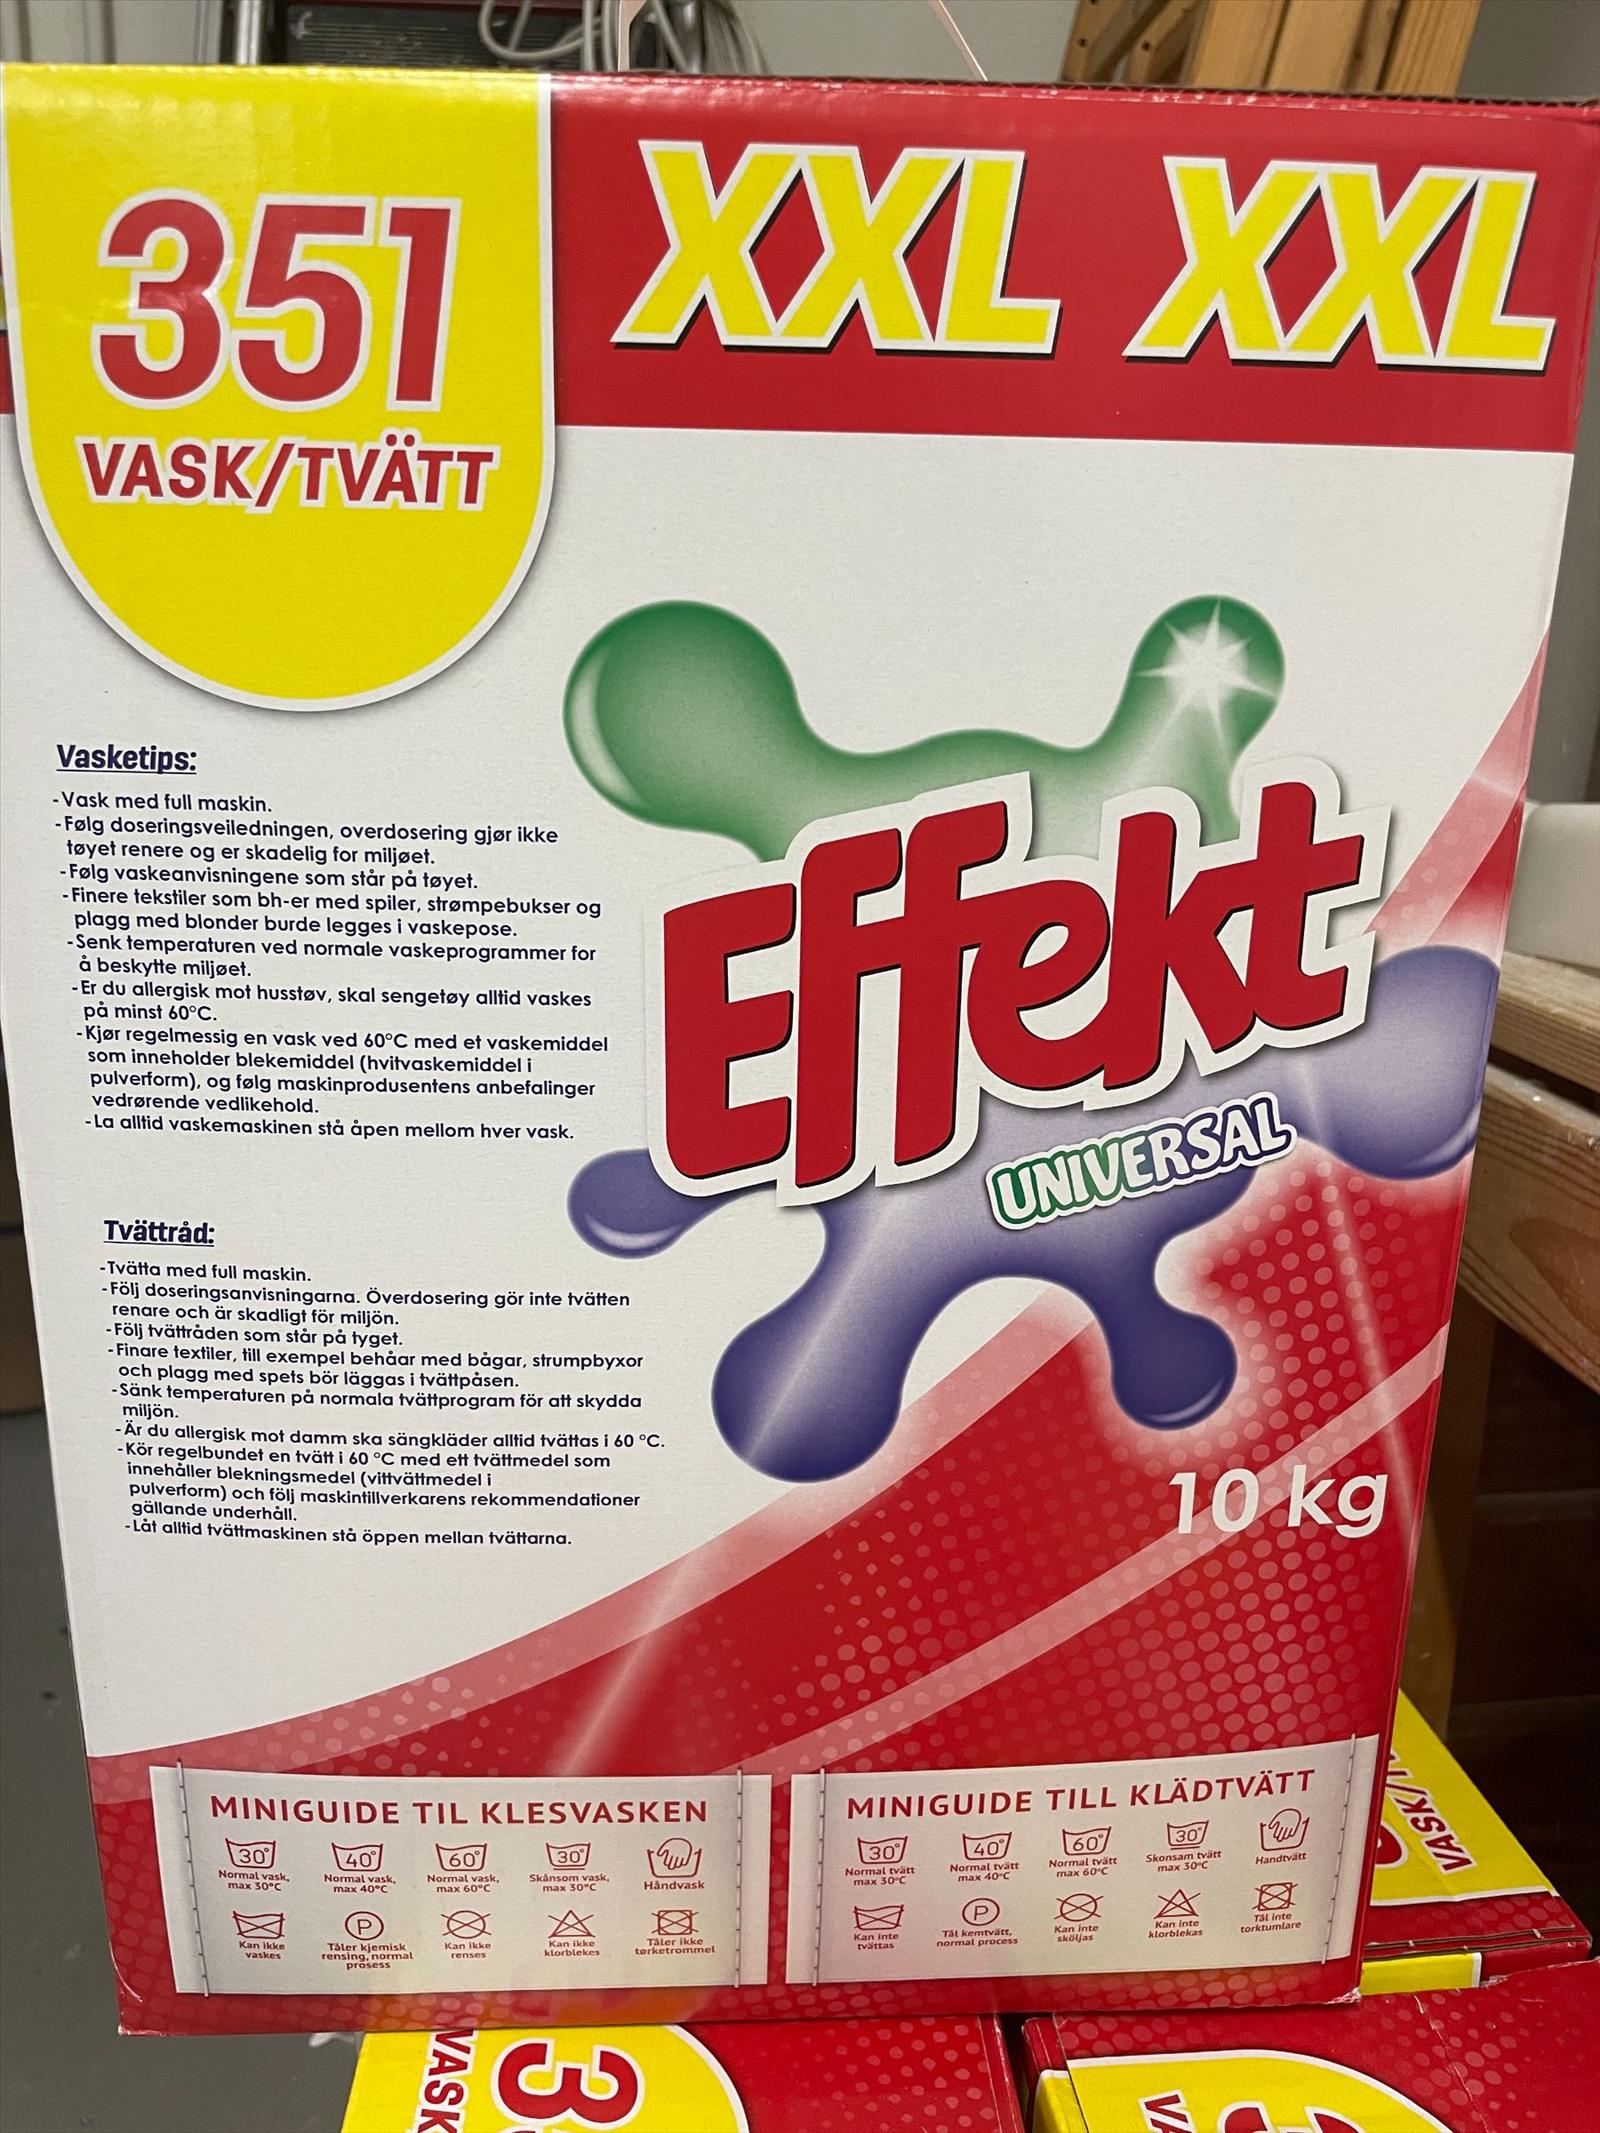 351
VASK/TVÄTT
XXL XXL
Vasketips:
-Vask med full maskin.
-Følg doseringsveiledningen, overdosering gjør ikke
tøyet renere og er skadelig for miljøet.
-Følg vaskeanvisningene som står på tøyet.
-Finere tekstiler som bh-er med spiler, strømpebukser og
plagg med blonder burde legges i vaskepose.
-Senk temperaturen ved normale vaskeprogrammer for
å beskytte miljøet.
-Er du allergisk mot husstøv, skal sengetøy alltid vaskes
på minst 60°C.
-Kjør regelmessig en vask ved 60°C med et vaskemiddel
som inneholder blekemiddel (hvitvaskemiddel i
pulverform), og følg maskinprodusentens anbefalinger
vedrørende vedlikehold.
-La alltid vaskemaskinen stå åpen mellom hver vask.
Effekt
UNIVERSAL
Tvättråd:
-Tvätta med full maskin.
-Följ doseringsanvisningarna. Överdosering gör inte tvätten
renare och är skadligt för miljön.
-Följ tvättråden som står på tyget.
-Finare textiler, till exempel behåar med bågar, strumpbyxor
och plagg med spets bör läggas i tvättpåsen.
-Sänk temperaturen på normala tvättprogram för att skydda
miljön.
-Är du allergisk mot damm ska sängkläder alltid tvättas i 60 °C.
-Kör regelbundet en tvätt i 60 °C med ett tvättmedel som
innehåller blekningsmedel (vittvättmedel i
pulverform) och följ maskintillverkarens rekommendationer
gällande underhåll.
-Låt alltid tvättmaskinen stå öppen mellan tvättarna.
10 kg
MINIGUIDE TIL KLESVASKEN
30° 40° 60° 30°
Normal vask, max 30°C
Normal vask, max 40°C
Normal vask, max 60°C
Skånsom vask, max 30°C
Håndvask
P
Kan ikke vaskes
Tåler kjemisk rensing, normal prosess
Kan ikke renses
Kan ikke klorblekes
Tåler ikke tørketrommel
MINIGUIDE TILL KLÄDTVÄTT
30° 40° 60° 30°
Normal tvätt max 30°C
Normal tvätt max 40°C
Normal tvätt max 60°C
Skonsam tvätt max 30°C
Handtvätt
P
Kan inte tvättas
Tål kemtvätt, normal process
Kan inte sköljas
Kan inte klorblekas
Tål inte torktumlare
VASK/T
3
VASK
VA